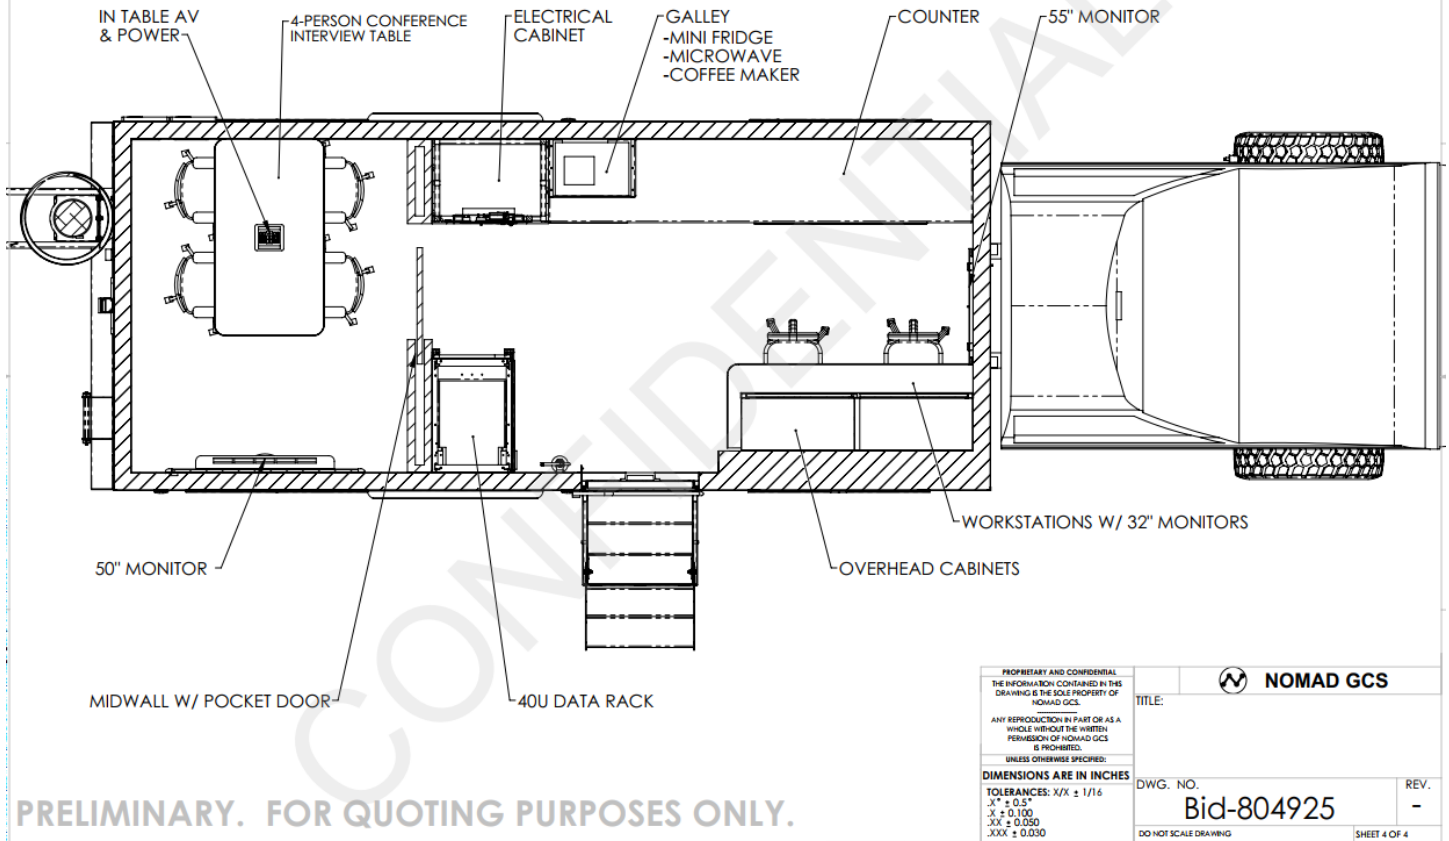 IN TABLE AV
& POWER
4-PERSON CONFERENCE
INTERVIEW TABLE
ELECTRICAL
CABINET
GALLEY
-MINI FRIDGE
-MICROWAVE
-COFFEE MAKER
COUNTER
55" MONITOR
CONFIDENTIAL
50" MONITOR
WORKSTATIONS W/ 32" MONITORS
OVERHEAD CABINETS
MIDWALL W/ POCKET DOOR
40U DATA RACK
PRELIMINARY. FOR QUOTING PURPOSES ONLY.
PROPRIETARY AND CONFIDENTIAL
THE INFORMATION CONTAINED IN THIS
DRAWING IS THE SOLE PROPERTY OF
NOMAD GCS.
ANY REPRODUCTION IN PART OR AS A
WHOLE WITHOUT THE WRITTEN
PERMISSION OF NOMAD GCS
IS PROHIBITED.
UNLESS OTHERWISE SPECIFIED:
DIMENSIONS ARE IN INCHES
TOLERANCES: X/X ± 1/16
.X° ± 0.5°
.X ± 0.100
.XX ± 0.050
.XXX ± 0.030
NOMAD GCS
TITLE:
DWG. NO.
Bid-804925
REV.
-
DO NOT SCALE DRAWING
SHEET 4 OF 4